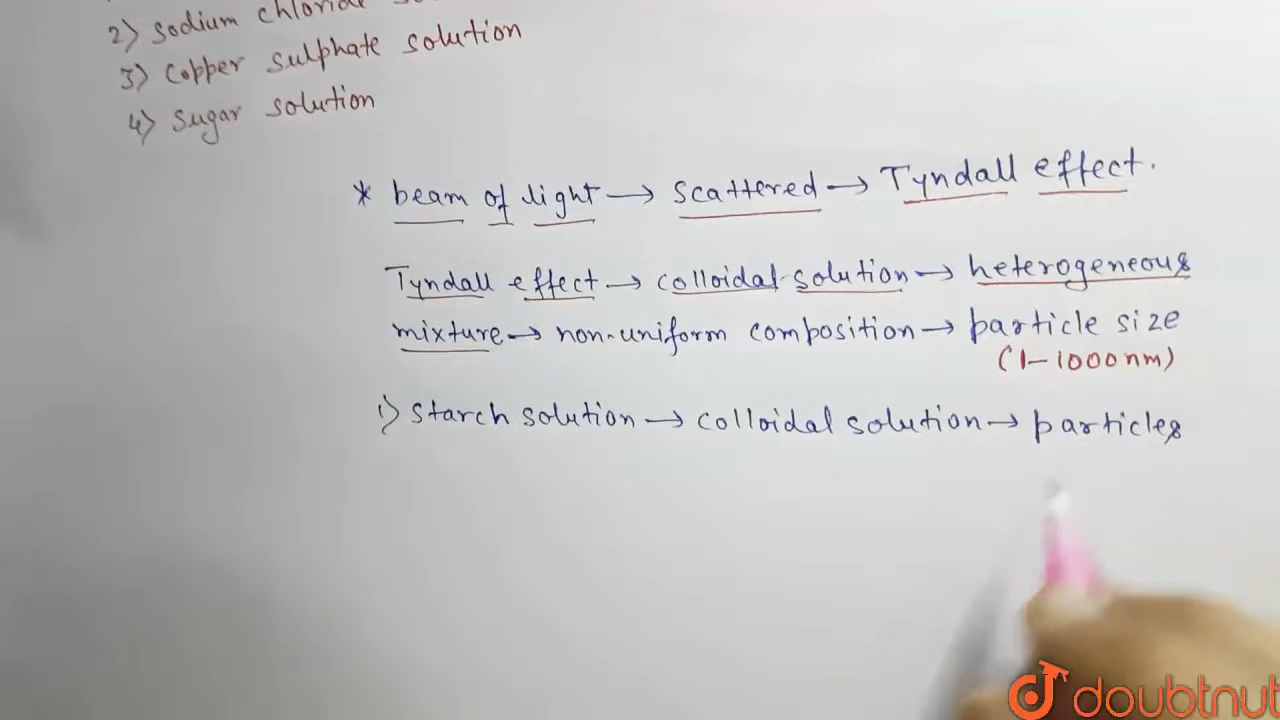 2) Sodium chloride
3) Copper sulphate solution
4) Sugar solution
* beam of light → scattered → Tyndall effect.
Tyndall effect → colloidal solution → heterogeneous
mixture → non-uniform composition → particle size
(1-1000nm)
1) Starch solution → colloidal solution → particles
doubtnut